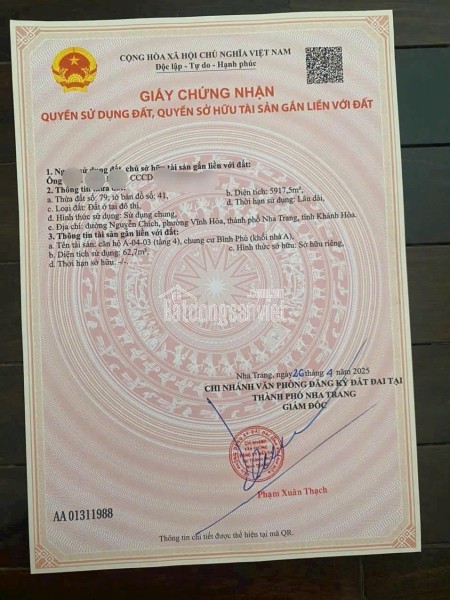 CỘNG HÒA XÃ HỘI CHỦ NGHĨA VIỆT NAM
Độc lập - Tự do - Hạnh phúc
GIẤY CHỨNG NHẬN
QUYỀN SỬ DỤNG ĐẤT, QUYỀN SỞ HỮU TÀI SẢN GẮN LIỀN VỚI ĐẤT
1. Người sử dụng đất, chủ sở hữu tài sản gắn liền với đất:
Ông CCCD
2. Thông tin thửa đất:
a. Thửa đất số: 79; tờ bản đồ số: 41, b. Diện tích: 5917,5m²,
c. Loại đất: Đất ở tại đô thị, d. Thời hạn sử dụng: Lâu dài,
đ. Hình thức sử dụng: Sử dụng chung,
e. Địa chỉ: đường Nguyễn Chích, phường Vĩnh Hòa, thành phố Nha Trang, tỉnh Khánh Hòa.
3. Thông tin tài sản gắn liền với đất:
a. Tên tài sản: căn hộ A-04-03 (tầng 4), chung cư Bình Phú (khối nhà A),
b. Diện tích sử dụng: 62,7m², c. Hình thức sở hữu: Sở hữu riêng,
d. Thời hạn sở hữu: -/-.
Batdongsanviet
.com.vn
Nha Trang, ngày 26 tháng 4 năm 2025
CHI NHÁNH VĂN PHÒNG ĐĂNG KÝ ĐẤT ĐAI TẠI
THÀNH PHỐ NHA TRANG
GIÁM ĐỐC
Phạm Xuân Thạch
AA 01311988
Thông tin chi tiết được thể hiện tại mã QR.